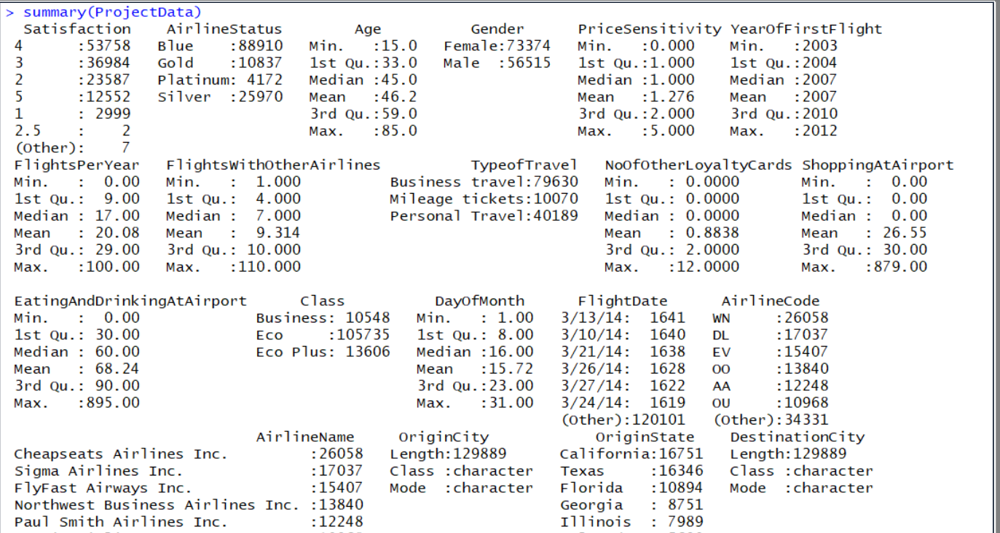 > summary(ProjectData)
Satisfaction AirlineStatus Age Gender PriceSensitivity YearOfFirstFlight
4 :53758 Blue :88910 Min. :15.0 Female:73374 Min. :0.000 Min. :2003
3 :36984 Gold :10837 1st Qu.:33.0 Male :56515 1st Qu.:1.000 1st Qu.:2004
2 :23587 Platinum: 4172 Median :45.0 Median :1.000 Median :2007
5 :12552 Silver :25970 Mean :46.2 Mean :1.276 Mean :2007
1 : 2999 3rd Qu.:59.0 3rd Qu.:2.000 3rd Qu.:2010
2.5 : 2 Max. :85.0 Max. :5.000 Max. :2012
(Other): 7
FlightsPerYear FlightsWithOtherAirlines TypeofTravel NoOfOtherLoyaltyCards ShoppingAtAirport
Min. : 0.00 Min. : 1.000 Business travel:79630 Min. : 0.0000 Min. : 0.00
1st Qu.: 9.00 1st Qu.: 4.000 Mileage tickets:10070 1st Qu.: 0.0000 1st Qu.: 0.00
Median : 17.00 Median : 7.000 Personal Travel:40189 Median : 0.0000 Median : 0.00
Mean : 20.08 Mean : 9.314 Mean : 0.8838 Mean : 26.55
3rd Qu.: 29.00 3rd Qu.: 10.000 3rd Qu.: 2.0000 3rd Qu.: 30.00
Max. :100.00 Max. :110.000 Max. :12.0000 Max. :879.00
EatingAndDrinkingAtAirport Class DayOfMonth FlightDate AirlineCode
Min. : 0.00 Business: 10548 Min. : 1.00 3/13/14: 1641 WN :26058
1st Qu.: 30.00 Eco :105735 1st Qu.: 8.00 3/10/14: 1640 DL :17037
Median : 60.00 Eco Plus: 13606 Median :16.00 3/21/14: 1638 EV :15407
Mean : 68.24 Mean :15.72 3/26/14: 1628 OO :13840
3rd Qu.: 90.00 3rd Qu.:23.00 3/27/14: 1622 AA :12248
Max. :895.00 Max. :31.00 3/24/14: 1619 OU :10968
(Other):120101 (Other):34331
AirlineName OriginCity OriginState DestinationCity
Cheapseats Airlines Inc. :26058 Length:129889 California:16751 Length:129889
Sigma Airlines Inc. :17037 Class :character Texas :16346 Class :character
FlyFast Airways Inc. :15407 Mode :character Florida :10894 Mode :character
Northwest Business Airlines Inc. :13840 Georgia : 8751
Paul Smith Airlines Inc. :12248 Illinois : 7989